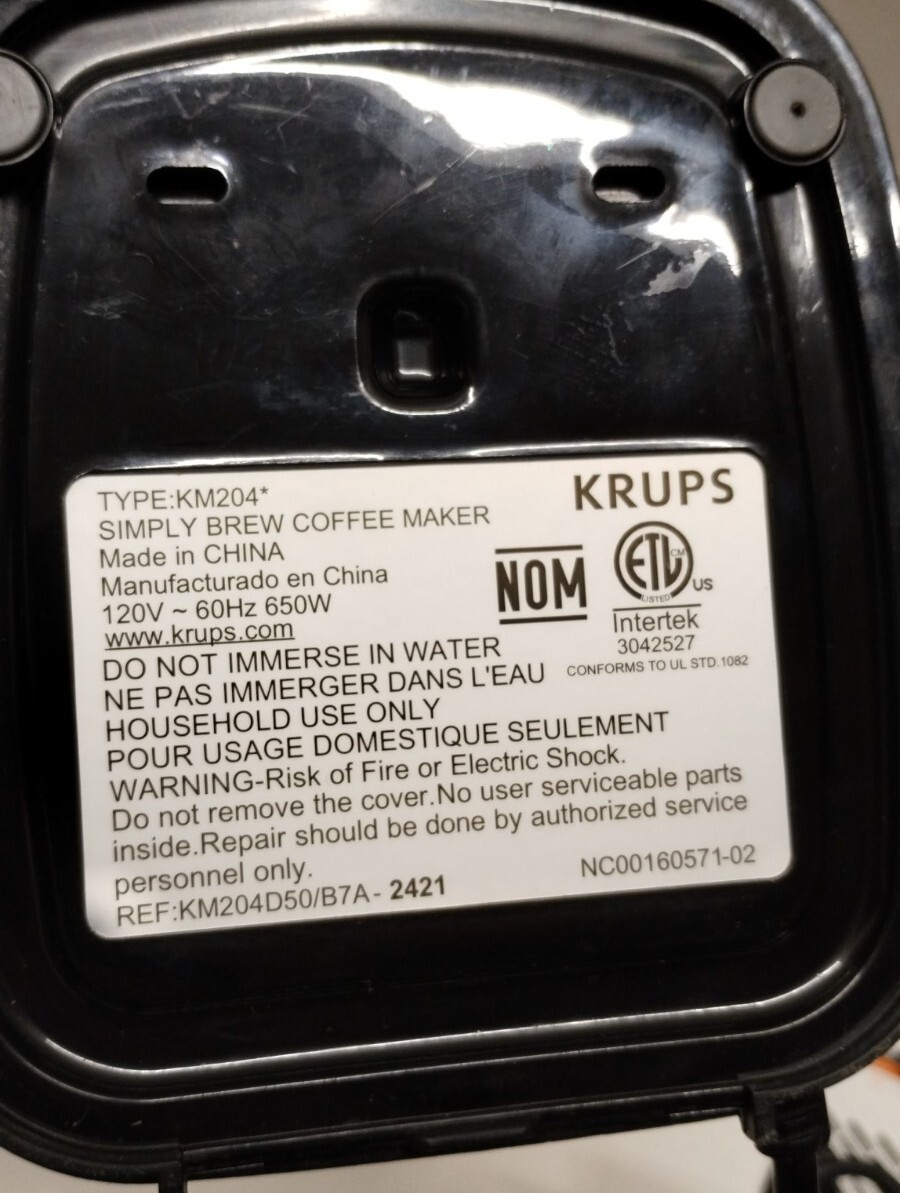 TYPE:KM204*
SIMPLY BREW COFFEE MAKER
Made in CHINA
Manufacturado en China
120V ~ 60Hz 650W
www.krups.com
KRUPS
NOM
ETL CM
LISTED
US
Intertek
3042527
CONFORMS TO UL STD.1082
DO NOT IMMERSE IN WATER
NE PAS IMMERGER DANS L'EAU
HOUSEHOLD USE ONLY
POUR USAGE DOMESTIQUE SEULEMENT
WARNING-Risk of Fire or Electric Shock.
Do not remove the cover.No user serviceable parts
inside.Repair should be done by authorized service
personnel only.
REF:KM204D50/B7A- 2421
NC00160571-02